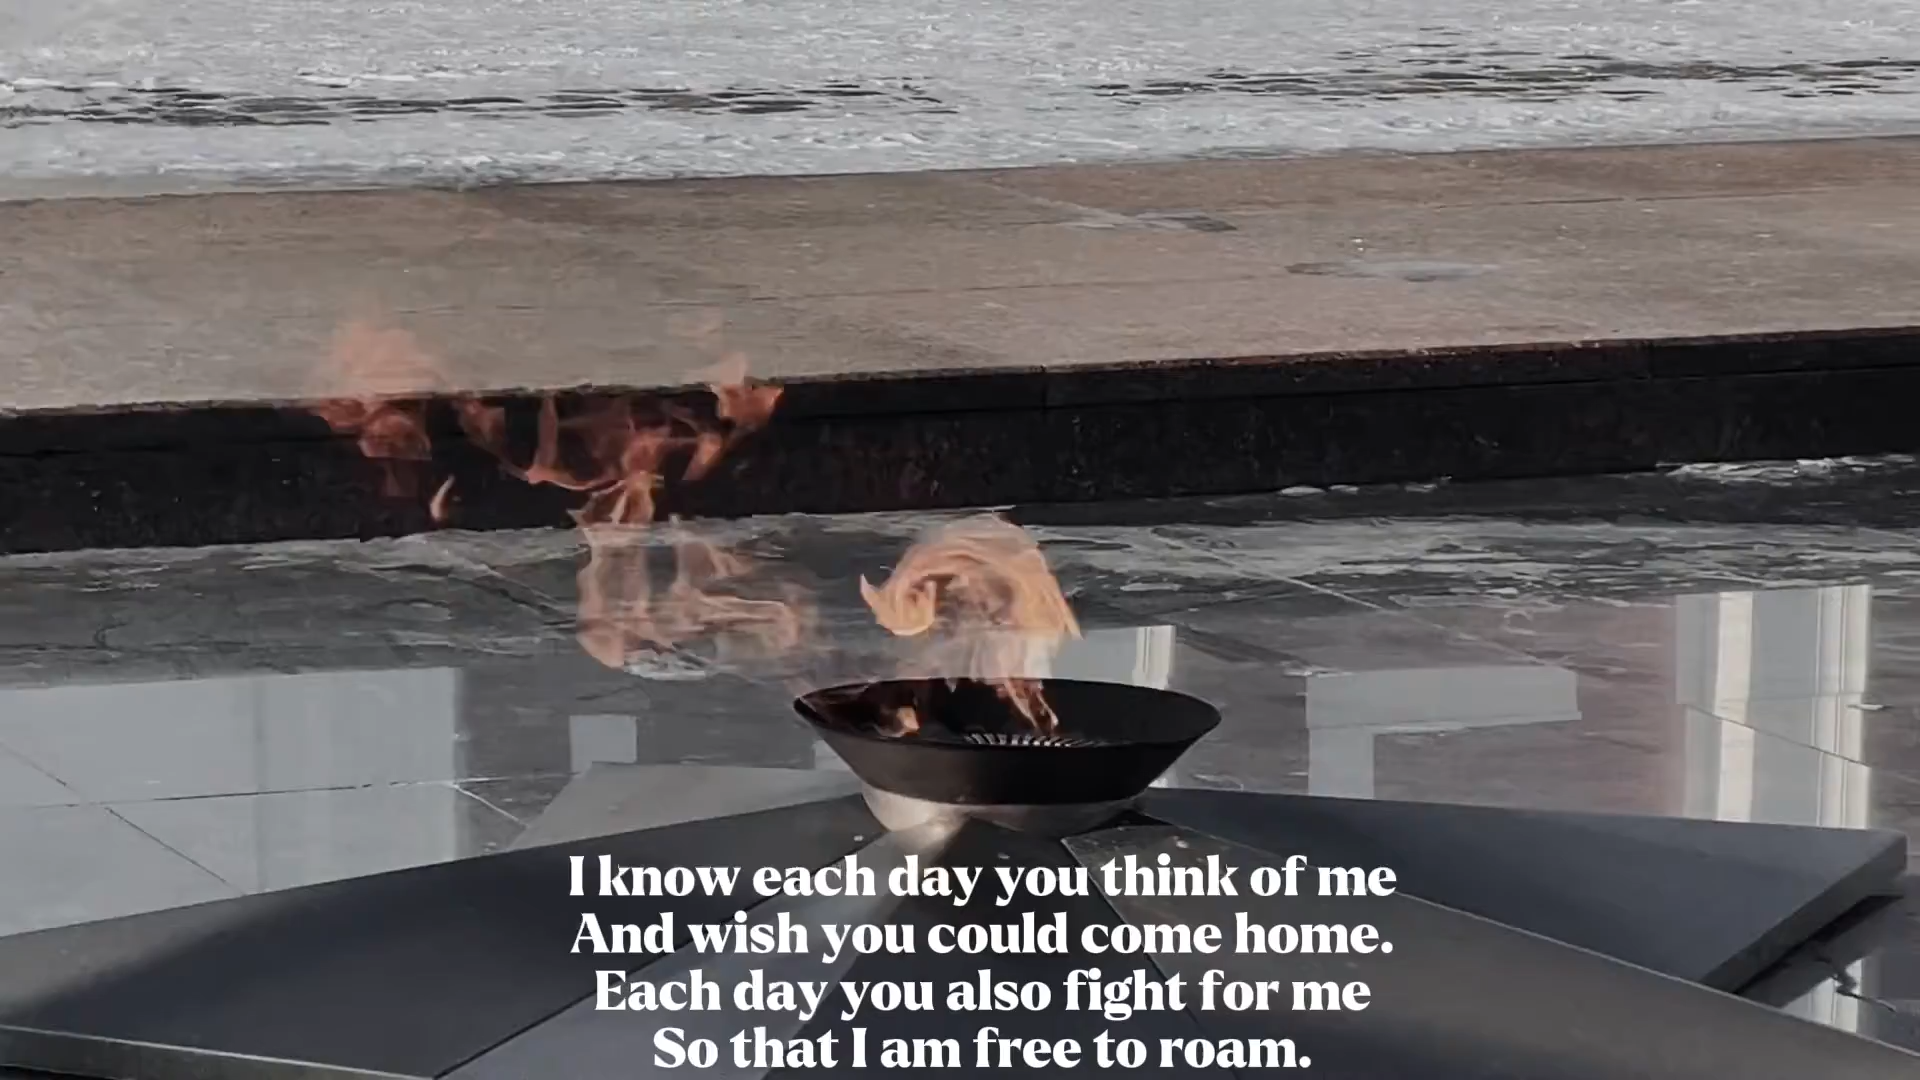 I know each day you think of me
And wish you could come home.
Each day you also fight for me
So that I am free to roam.